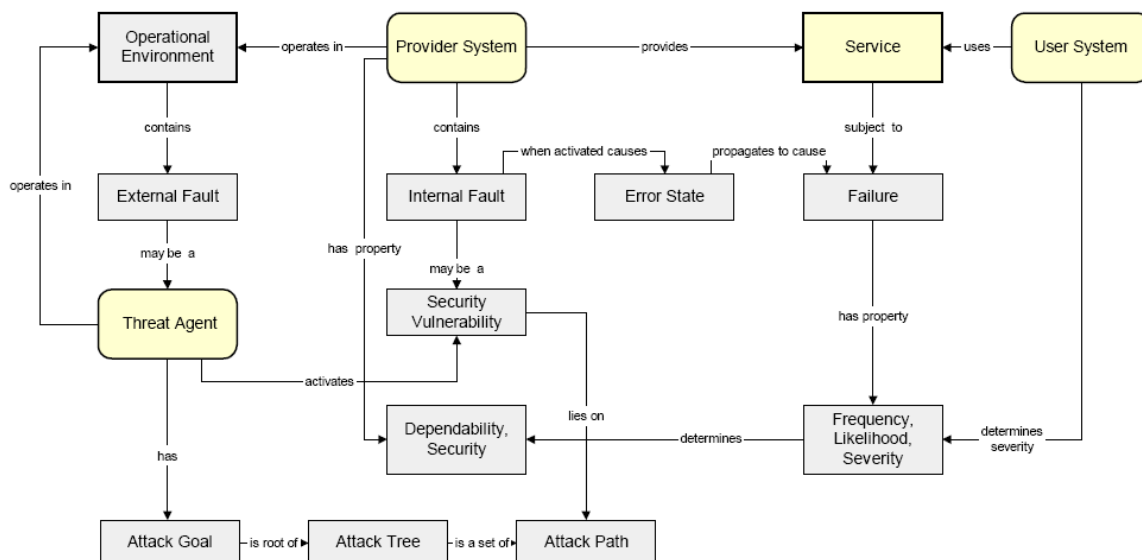 Operational
Environment
operates in
Provider System
provides
Service
uses
User System
contains
contains
subject to
when activated causes
propagates to cause
operates in
External Fault
Internal Fault
Error State
Failure
has property
may be a
may be a
Threat Agent
Security
Vulnerability
has property
activates
lies on
Dependability,
Security
determines
Frequency,
Likelihood,
Severity
determines
severity
has
Attack Goal
is root of
Attack Tree
is a set of
Attack Path